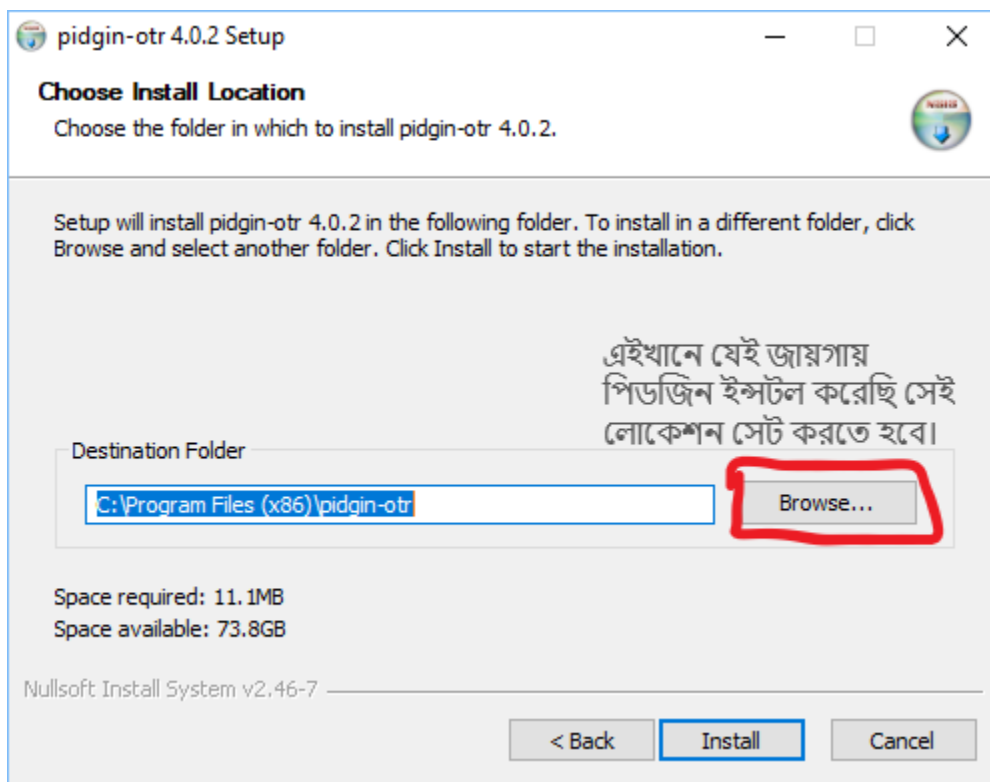 pidgin-otr 4.0.2 Setup
Choose Install Location
Choose the folder in which to install pidgin-otr 4.0.2.
NSIS
Setup will install pidgin-otr 4.0.2 in the following folder. To install in a different folder, click
Browse and select another folder. Click Install to start the installation.
এইখানে যেই জায়গায়
পিডজিন ইন্সটল করেছি সেই
লোকেশন সেট করতে হবে।
Destination Folder
C:\Program Files (x86)\pidgin-otr
Browse...
Space required: 11.1MB
Space available: 73.8GB
Nullsoft Install System v2.46-7
< Back
Install
Cancel